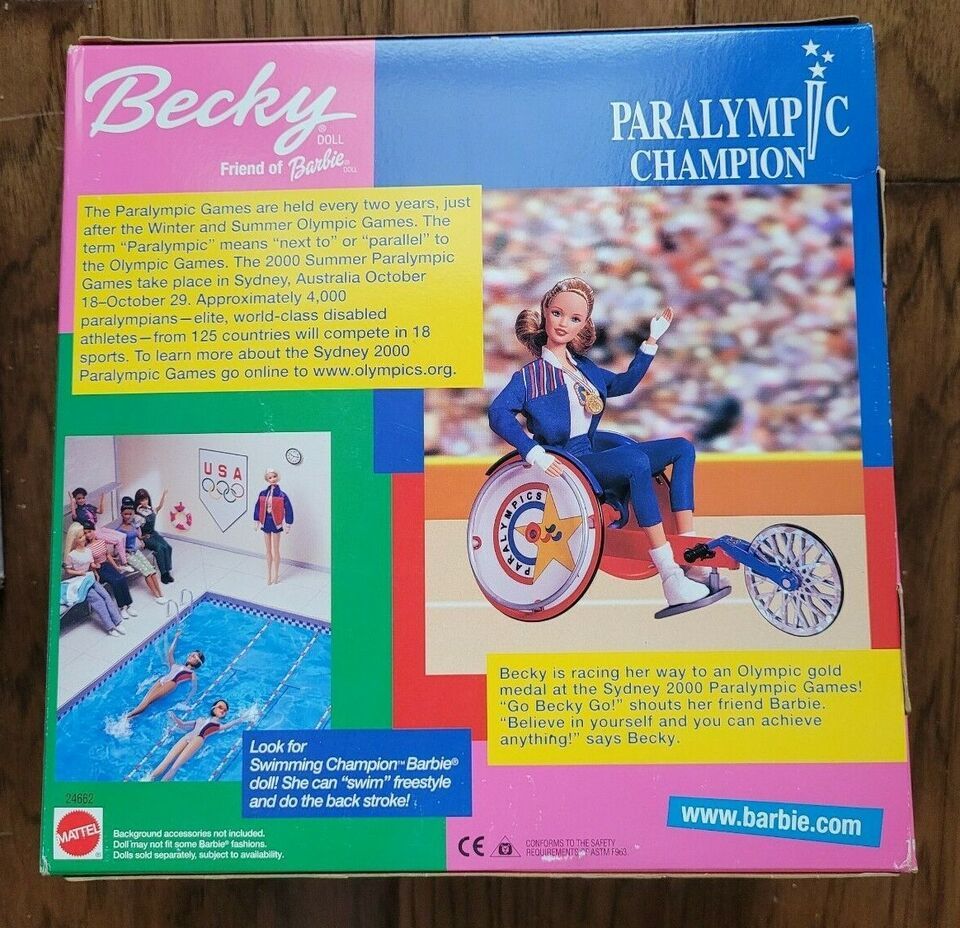 Becky®
DOLL
Friend of Barbie®
DOLL
PARALYMPIC
CHAMPION
The Paralympic Games are held every two years, just
after the Winter and Summer Olympic Games. The
term “Paralympic” means “next to” or “parallel” to
the Olympic Games. The 2000 Summer Paralympic
Games take place in Sydney, Australia October
18–October 29. Approximately 4,000
paralympians—elite, world-class disabled
athletes—from 125 countries will compete in 18
sports. To learn more about the Sydney 2000
Paralympic Games go online to www.olympics.org.
USA
PARALYMPICS
Becky is racing her way to an Olympic gold
medal at the Sydney 2000 Paralympic Games!
“Go Becky Go!” shouts her friend Barbie.
“Believe in yourself and you can achieve
anything!” says Becky.
Look for
Swimming Champion™ Barbie®
doll! She can “swim” freestyle
and do the back stroke!
24662
MATTEL
®
Background accessories not included.
Doll may not fit some Barbie® fashions.
Dolls sold separately, subject to availability.
CE
CONFORMS TO THE SAFETY
REQUIREMENTS OF ASTM F963.
www.barbie.com